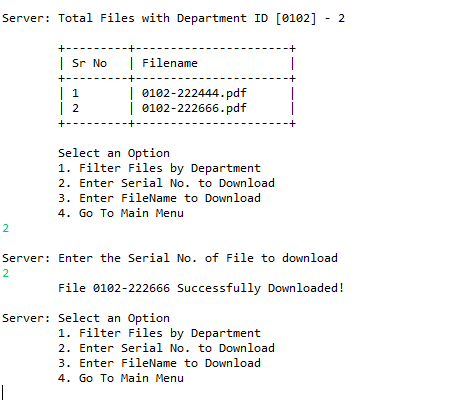 Server: Total Files with Department ID [0102] - 2
+---------+----------------------+
| Sr No   | Filename             |
+---------+----------------------+
| 1       | 0102-222444.pdf      |
| 2       | 0102-222666.pdf      |
+---------+----------------------+
Select an Option
1. Filter Files by Department
2. Enter Serial No. to Download
3. Enter FileName to Download
4. Go To Main Menu
2
Server: Enter the Serial No. of File to download
2
File 0102-222666 Successfully Downloaded!
Server: Select an Option
1. Filter Files by Department
2. Enter Serial No. to Download
3. Enter FileName to Download
4. Go To Main Menu